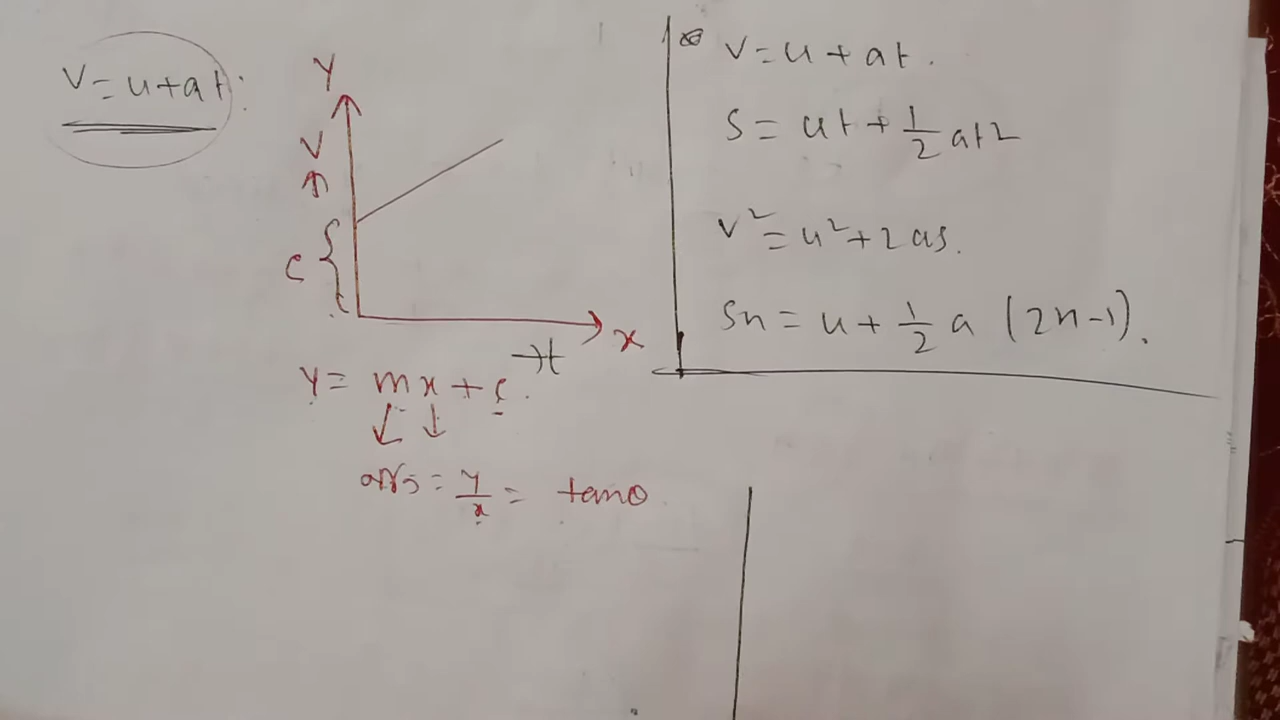 V=u+at:
Y
V
↑
c
x
→t
y = mx + c.
↙ ↓
= y/x = tanθ
v=u+at.
s = ut + 1/2 at2
v²=u²+2as.
Sn = u + 1/2 a (2n-1).